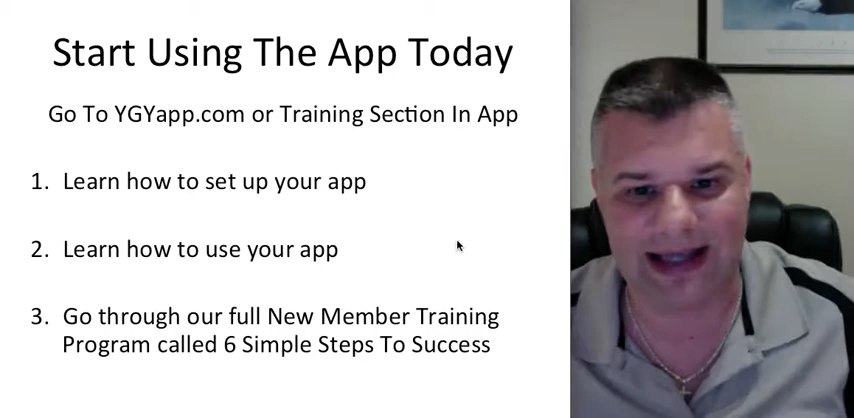 Start Using The App Today
Go To YGYapp.com or Training Section In App
1. Learn how to set up your app
2. Learn how to use your app
3. Go through our full New Member Training
Program called 6 Simple Steps To Success